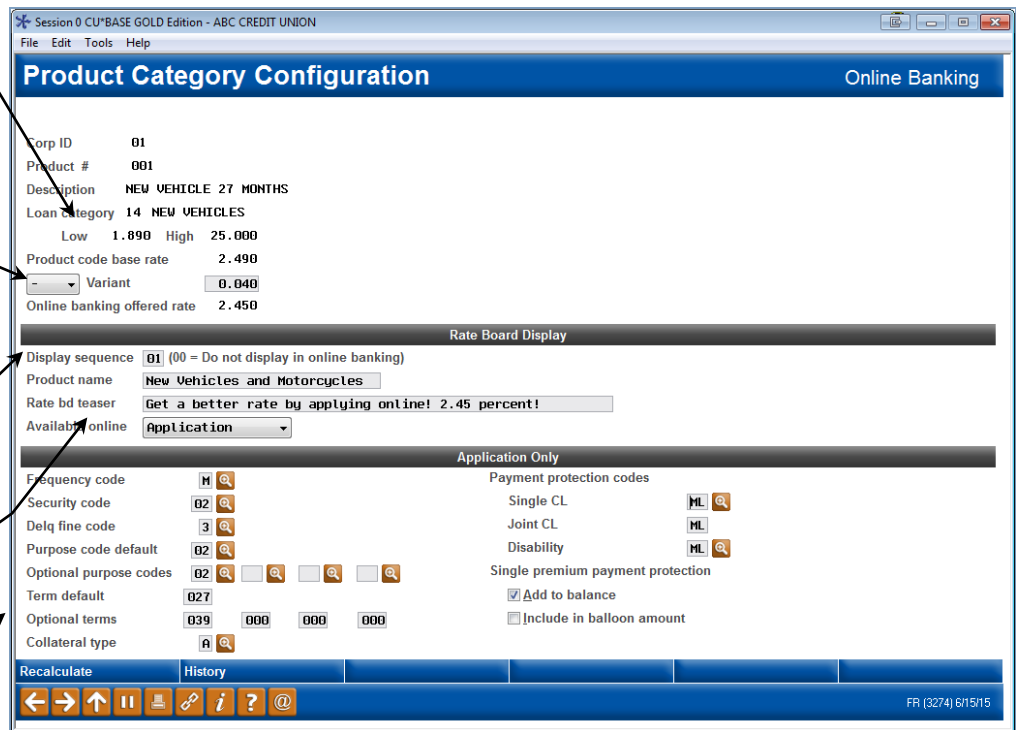 Session 0 CU*BASE GOLD Edition - ABC CREDIT UNION
File Edit Tools Help
Product Category Configuration Online Banking
Corp ID 01
Product # 001
Description NEW VEHICLE 27 MONTHS
Loan category 14 NEW VEHICLES
Low 1.890 High 25.000
Product code base rate 2.490
- Variant 0.040
Online banking offered rate 2.450
Rate Board Display
Display sequence 01 (00 = Do not display in online banking)
Product name New Vehicles and Motorcycles
Rate bd teaser Get a better rate by applying online! 2.45 percent!
Available online Application
Application Only
Frequency code M Payment protection codes
Security code 02 Single CL ML
Delq fine code 3 Joint CL ML
Purpose code default 02 Disability ML
Optional purpose codes 02 Single premium payment protection
Term default 027 Add to balance
Optional terms 039 000 000 000 Include in balloon amount
Collateral type A
Recalculate History
FR (3274) 6/15/15